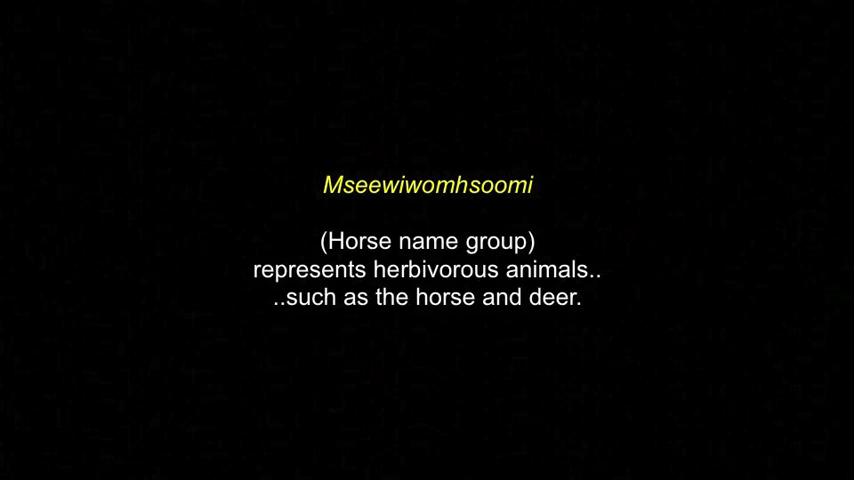 Mseewiwomhsoomi
(Horse name group)
represents herbivorous animals..
..such as the horse and deer.